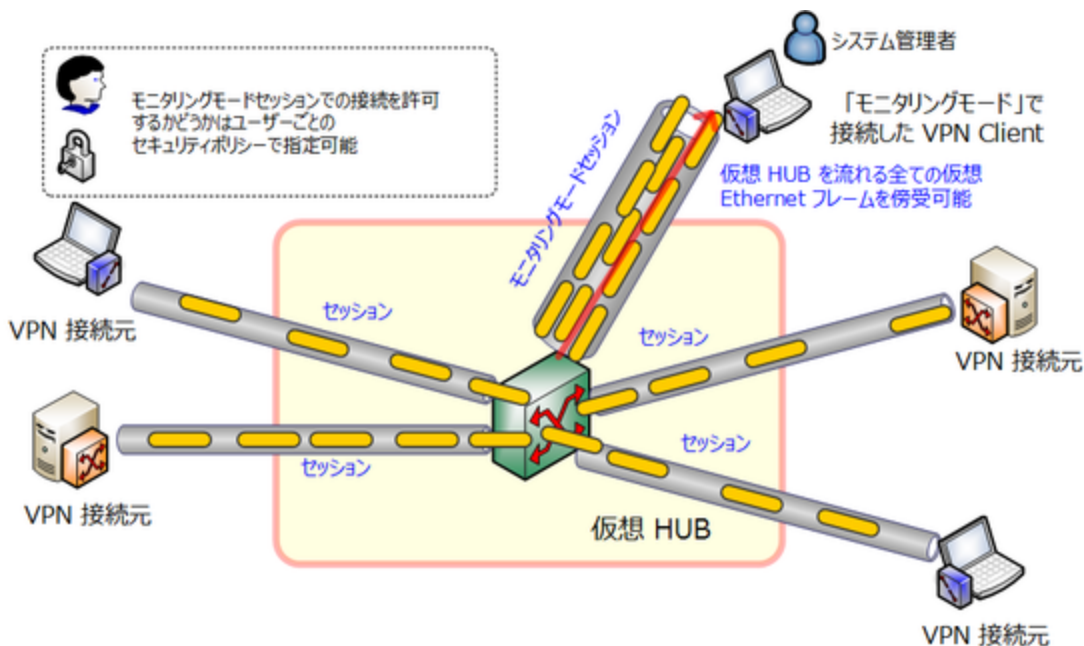 システム管理者
モニタリングモードセッションでの接続を許可
するかどうかはユーザーごとの
セキュリティポリシーで指定可能
「モニタリングモード」で
接続した VPN Client
仮想 HUB を流れる全ての仮想
Ethernet フレームを傍受可能
モニタリングモードセッション
VPN 接続元
セッション
セッション
VPN 接続元
VPN 接続元
セッション
セッション
仮想 HUB
VPN 接続元